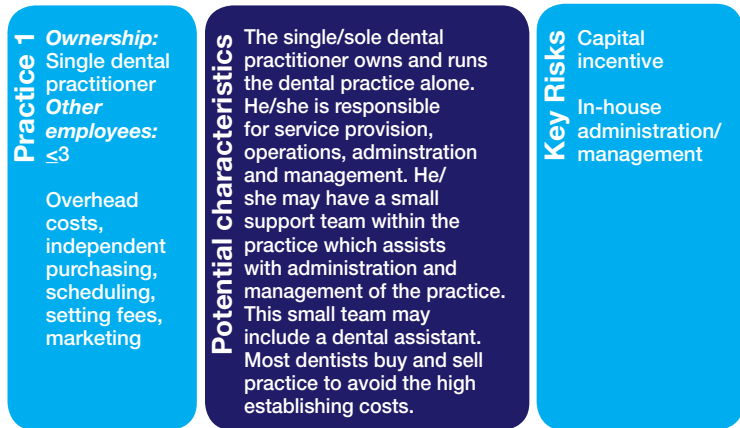 Practice 1
Ownership:
Single dental
practitioner
Other
employees:
≤3
Overhead
costs,
independent
purchasing,
scheduling,
setting fees,
marketing
Potential characteristics
The single/sole dental
practitioner owns and runs
the dental practice alone.
He/she is responsible
for service provision,
operations, adminstration
and management. He/
she may have a small
support team within the
practice which assists
with administration and
management of the practice.
This small team may
include a dental assistant.
Most dentists buy and sell
practice to avoid the high
establishing costs.
Key Risks
Capital
incentive
In-house
administration/
management